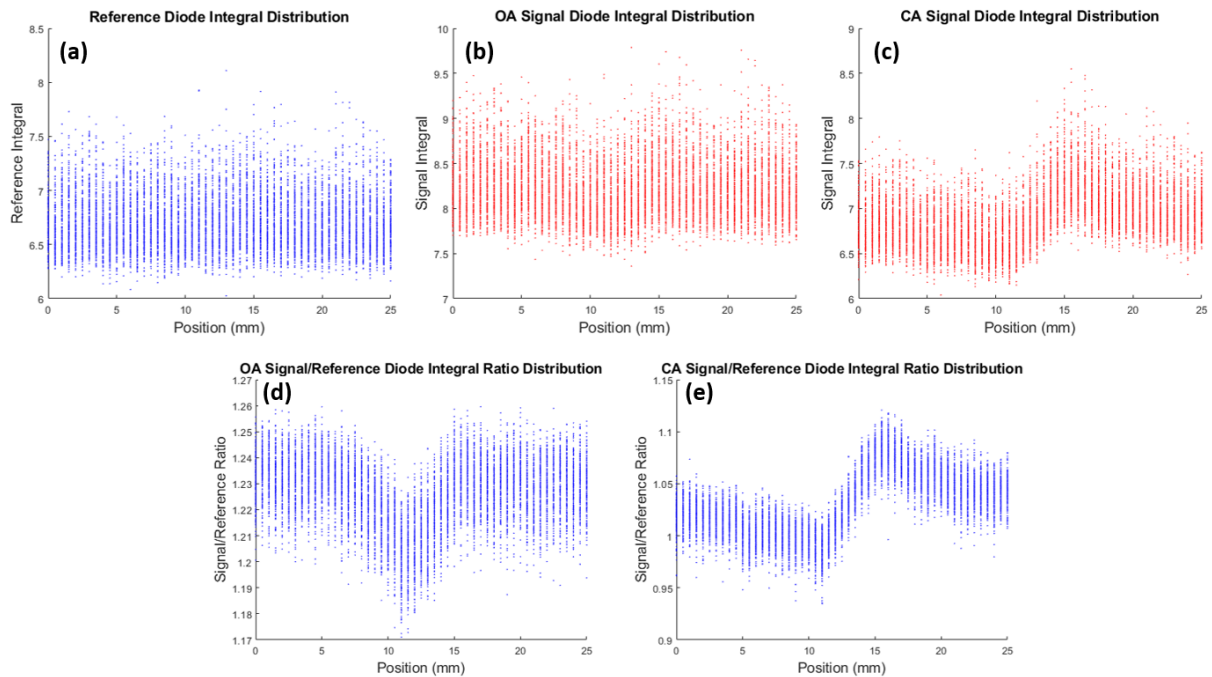 Reference Diode Integral Distribution
(a)
Reference Integral
8.5
8
7.5
7
6.5
6
0 5 10 15 20 25
Position (mm)
OA Signal Diode Integral Distribution
(b)
Signal Integral
10
9.5
9
8.5
8
7.5
7
0 5 10 15 20 25
Position (mm)
CA Signal Diode Integral Distribution
(c)
Signal Integral
9
8.5
8
7.5
7
6.5
6
0 5 10 15 20 25
Position (mm)
OA Signal/Reference Diode Integral Ratio Distribution
(d)
Signal/Reference Ratio
1.27
1.26
1.25
1.24
1.23
1.22
1.21
1.2
1.19
1.18
1.17
0 5 10 15 20 25
Position (mm)
CA Signal/Reference Diode Integral Ratio Distribution
(e)
Signal/Reference Ratio
1.15
1.1
1.05
1
0.95
0.9
0 5 10 15 20 25
Position (mm)